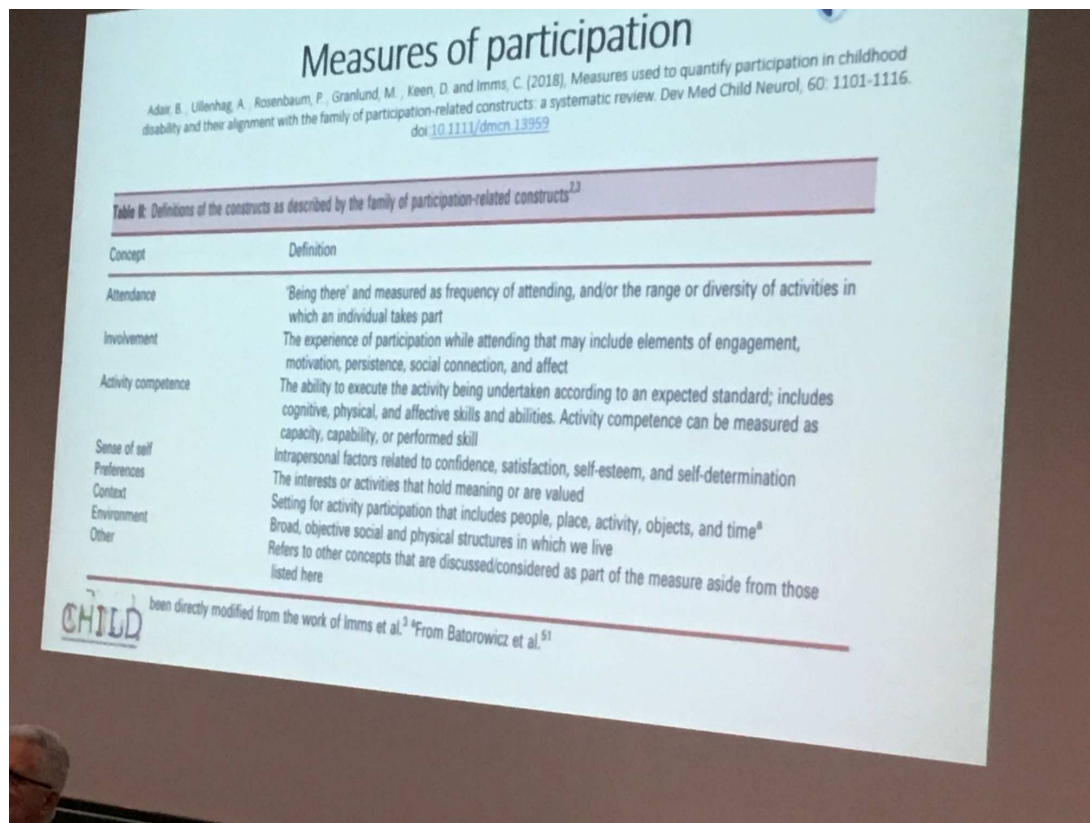 Measures of participation
Adair, B., Ullenhag, A., Rosenbaum, P., Granlund, M., Keen, D. and Imms, C. (2018), Measures used to quantify participation in childhood
disability and their alignment with the family of participation-related constructs: a systematic review. Dev Med Child Neurol, 60: 1101-1116.
doi:10.1111/dmcn.13959
Table II: Definitions of the constructs as described by the family of participation-related constructs2,3
Concept Definition
Attendance 'Being there' and measured as frequency of attending, and/or the range or diversity of activities in
which an individual takes part
Involvement The experience of participation while attending that may include elements of engagement,
motivation, persistence, social connection, and affect
Activity competence The ability to execute the activity being undertaken according to an expected standard; includes
cognitive, physical, and affective skills and abilities. Activity competence can be measured as
capacity, capability, or performed skill
Sense of self Intrapersonal factors related to confidence, satisfaction, self-esteem, and self-determination
Preferences The interests or activities that hold meaning or are valued
Context Setting for activity participation that includes people, place, activity, objects, and timea
Environment Broad, objective social and physical structures in which we live
Other Refers to other concepts that are discussed/considered as part of the measure aside from those
listed here
been directly modified from the work of Imms et al.3 aFrom Batorowicz et al.51
CHILD